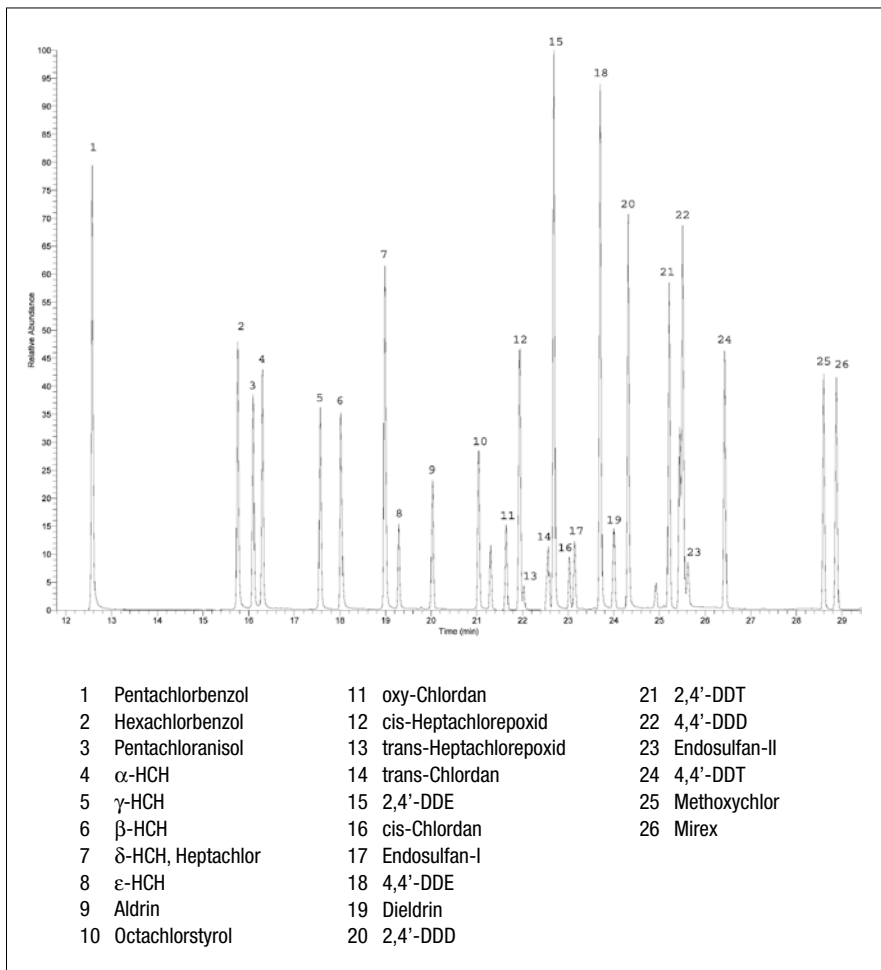 15
18
1
20
22
7
21
2
12
24
4
3
25
26
5
6
10
9
8
11
14
17
19
16
13
23
100
95
90
85
80
75
70
65
60
55
50
45
40
35
30
25
20
15
10
5
0
Relative Abundance
12 13 14 15 16 17 18 19 20 21 22 23 24 25 26 27 28 29
Time (min)
1 Pentachlorbenzol
2 Hexachlorbenzol
3 Pentachloranisol
4 α-HCH
5 γ-HCH
6 β-HCH
7 δ-HCH, Heptachlor
8 ε-HCH
9 Aldrin
10 Octachlorstyrol
11 oxy-Chlordan
12 cis-Heptachlorepoxid
13 trans-Heptachlorepoxid
14 trans-Chlordan
15 2,4’-DDE
16 cis-Chlordan
17 Endosulfan-I
18 4,4’-DDE
19 Dieldrin
20 2,4’-DDD
21 2,4’-DDT
22 4,4’-DDD
23 Endosulfan-II
24 4,4’-DDT
25 Methoxychlor
26 Mirex